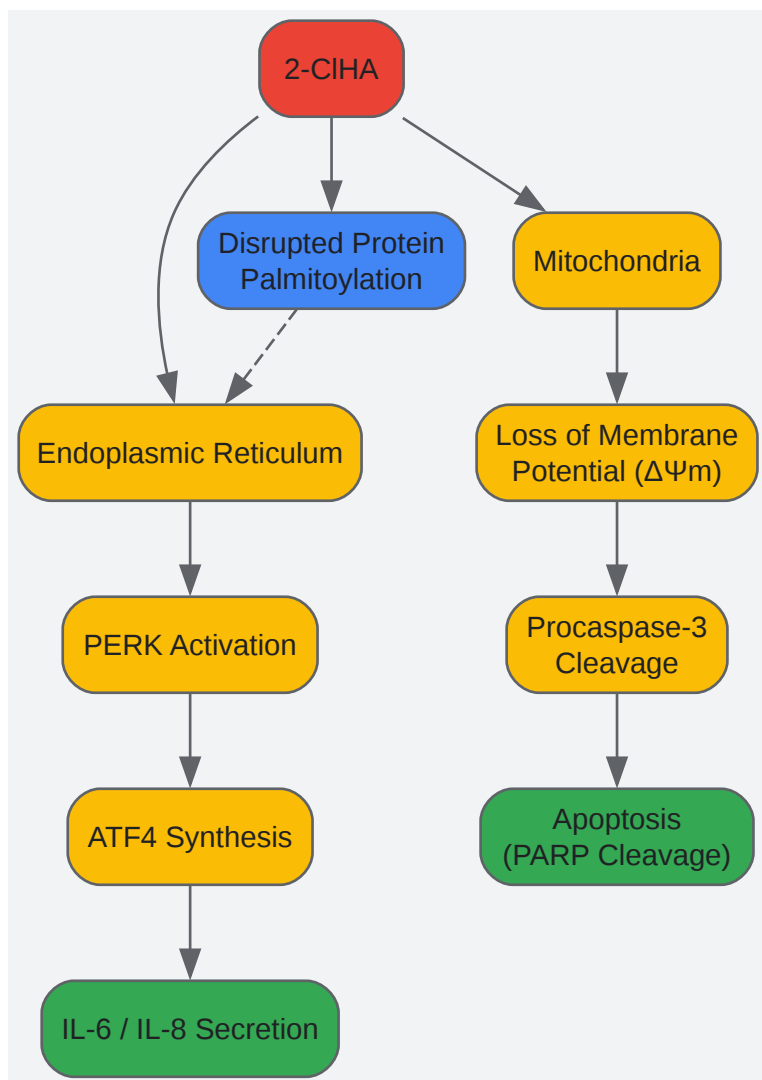 2-ClHA
Disrupted Protein
Palmitoylation
Mitochondria
Endoplasmic Reticulum
Loss of Membrane
Potential (ΔΨm)
PERK Activation
Procaspase-3
Cleavage
ATF4 Synthesis
Apoptosis
(PARP Cleavage)
IL-6 / IL-8 Secretion